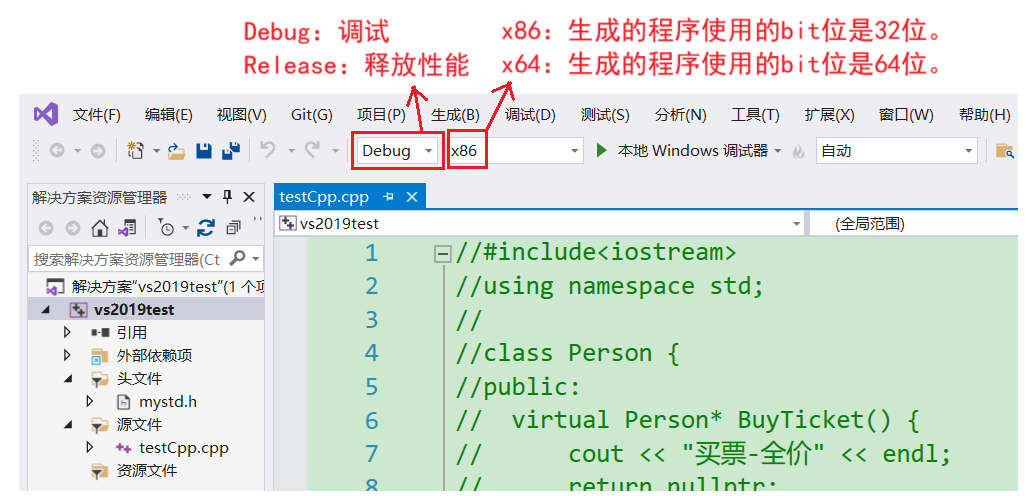 Debug：调试 x86：生成的程序使用的bit位是32位。
Release：释放性能 x64：生成的程序使用的bit位是64位。
文件(F) 编辑(E) 视图(V) Git(G) 项目(P) 生成(B) 调试(D) 测试(S) 分析(N) 工具(T) 扩展(X) 窗口(W) 帮助(H)
Debug x86 本地 Windows 调试器 自动
解决方案资源管理器 testCpp.cpp
vs2019test (全局范围)
搜索解决方案资源管理器(Ct
解决方案"vs2019test"(1 个项
vs2019test
引用
外部依赖项
头文件
mystd.h
源文件
testCpp.cpp
资源文件
1 //#include<iostream>
2 //using namespace std;
3 //
4 //class Person {
5 //public:
6 // virtual Person* BuyTicket() {
7 // cout << "买票-全价" << endl;
8 // return nullptr;